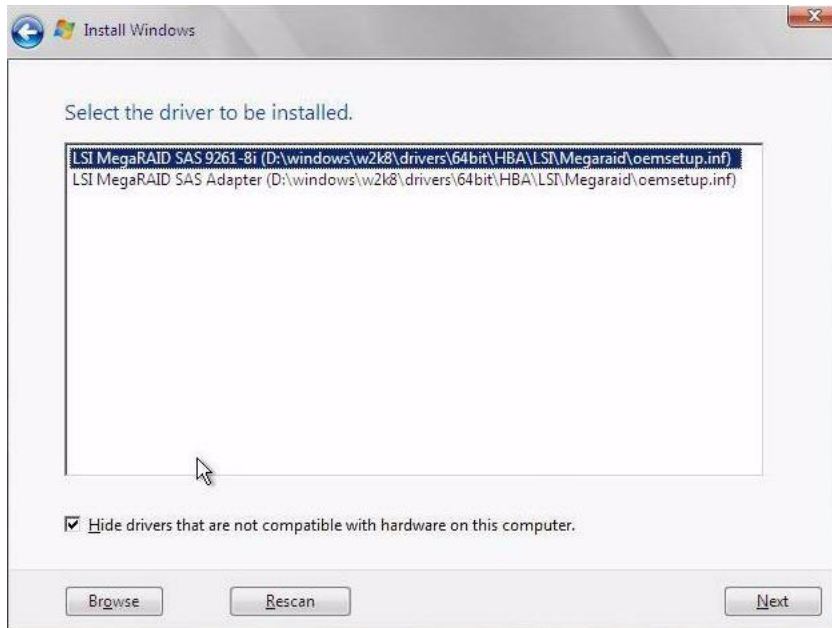 Install Windows
Select the driver to be installed.
LSI MegaRAID SAS 9261-8i (D:\windows\w2k8\drivers\64bit\HBA\LSI\Megaraid\oemsetup.inf)
LSI MegaRAID SAS Adapter (D:\windows\w2k8\drivers\64bit\HBA\LSI\Megaraid\oemsetup.inf)
Hide drivers that are not compatible with hardware on this computer.
Browse
Rescan
Next